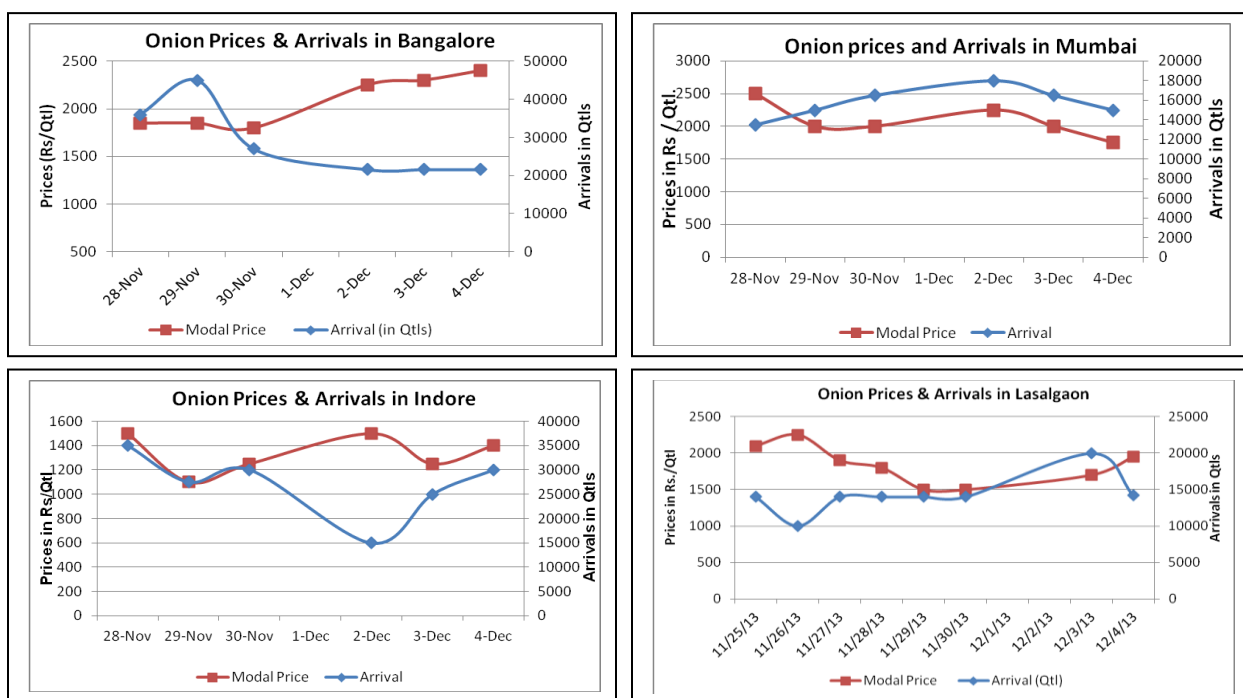 Onion Prices & Arrivals in Bangalore
Prices (Rs/Qtl)
2500
2000
1500
1000
500
50000
40000
30000
20000
10000
0
Arrivals in Qtls
28-Nov
29-Nov
30-Nov
1-Dec
2-Dec
3-Dec
4-Dec
Modal Price
Arrival (in Qtls)
Onion prices and Arrivals in Mumbai
Prices in Rs / Qtl.
3000
2500
2000
1500
1000
500
0
20000
18000
16000
14000
12000
10000
8000
6000
4000
2000
0
Arrivals in Qtls
28-Nov
29-Nov
30-Nov
1-Dec
2-Dec
3-Dec
4-Dec
Modal Price
Arrival
Onion Prices & Arrivals in Indore
Prices in Rs/Qtl
1600
1400
1200
1000
800
600
400
200
0
40000
35000
30000
25000
20000
15000
10000
5000
0
Arrivals in Qtls
28-Nov
29-Nov
30-Nov
1-Dec
2-Dec
3-Dec
4-Dec
Modal Price
Arrival
Onion Prices & Arrivals in Lasalgaon
Prices in Rs./Qtl
2500
2000
1500
1000
500
0
25000
20000
15000
10000
5000
0
Arrivals in Qtls
11/25/13
11/26/13
11/27/13
11/28/13
11/29/13
11/30/13
12/1/13
12/2/13
12/3/13
12/4/13
Modal Price
Arrival (Qtl)